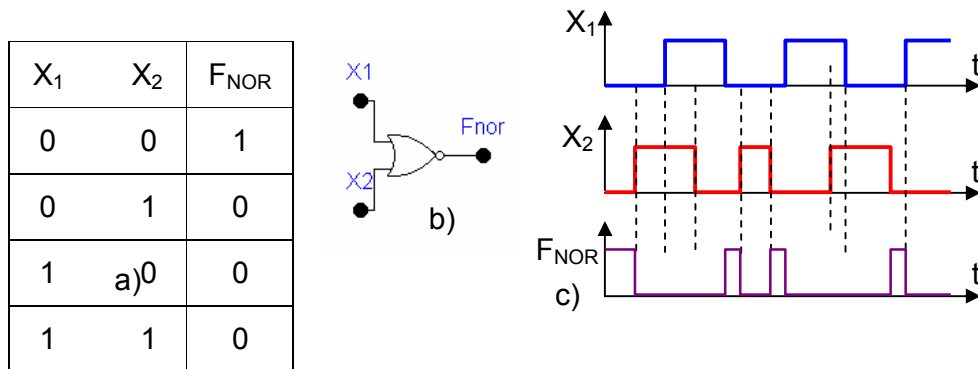 X1 X2 FNOR
0 0 1
0 1 0
1 a)0 0
1 1 0
X1
X2
Fnor
b)
X1
t
X2
t
FNOR
t
c)